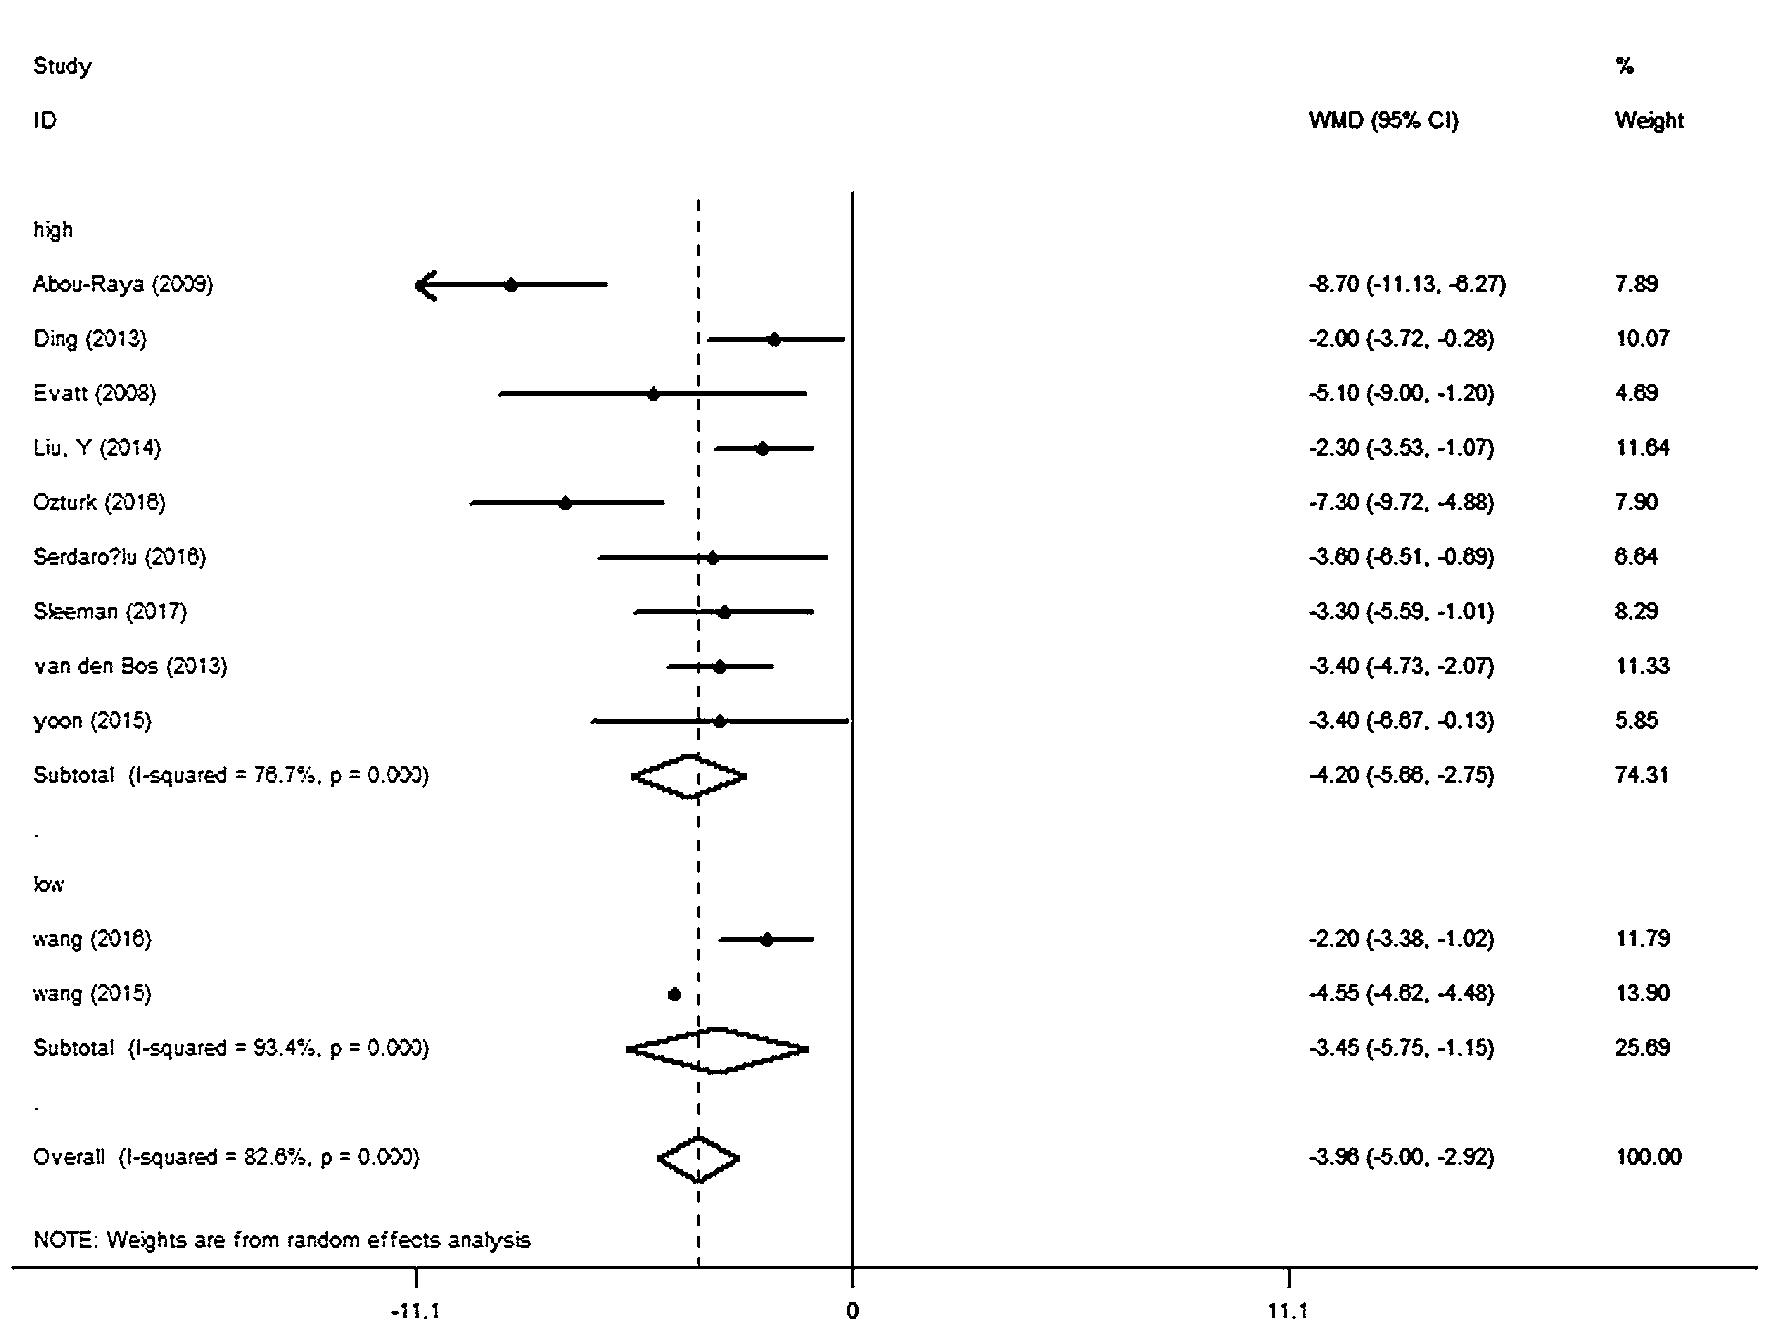 Study %
ID WMD (95% CI) Weight
high
Abou-Raya (2009) -8.70 (-11.13, -6.27) 7.89
Ding (2013) -2.00 (-3.72, -0.28) 10.07
Evatt (2008) -5.10 (-9.00, -1.20) 4.69
Liu, Y (2014) -2.30 (-3.53, -1.07) 11.64
Ozturk (2016) -7.30 (-9.72, -4.88) 7.90
Serdaro?lu (2016) -3.60 (-6.51, -0.69) 6.64
Sleeman (2017) -3.30 (-5.59, -1.01) 8.29
van den Bos (2013) -3.40 (-4.73, -2.07) 11.33
yoon (2015) -3.40 (-6.67, -0.13) 5.85
Subtotal (I-squared = 76.7%, p = 0.000) -4.20 (-5.66, -2.75) 74.31
.
low
wang (2016) -2.20 (-3.38, -1.02) 11.79
wang (2015) -4.55 (-4.62, -4.48) 13.90
Subtotal (I-squared = 93.4%, p = 0.000) -3.45 (-5.75, -1.15) 25.69
.
Overall (I-squared = 82.6%, p = 0.000) -3.96 (-5.00, -2.92) 100.00
NOTE: Weights are from random effects analysis
-11.1 0 11.1